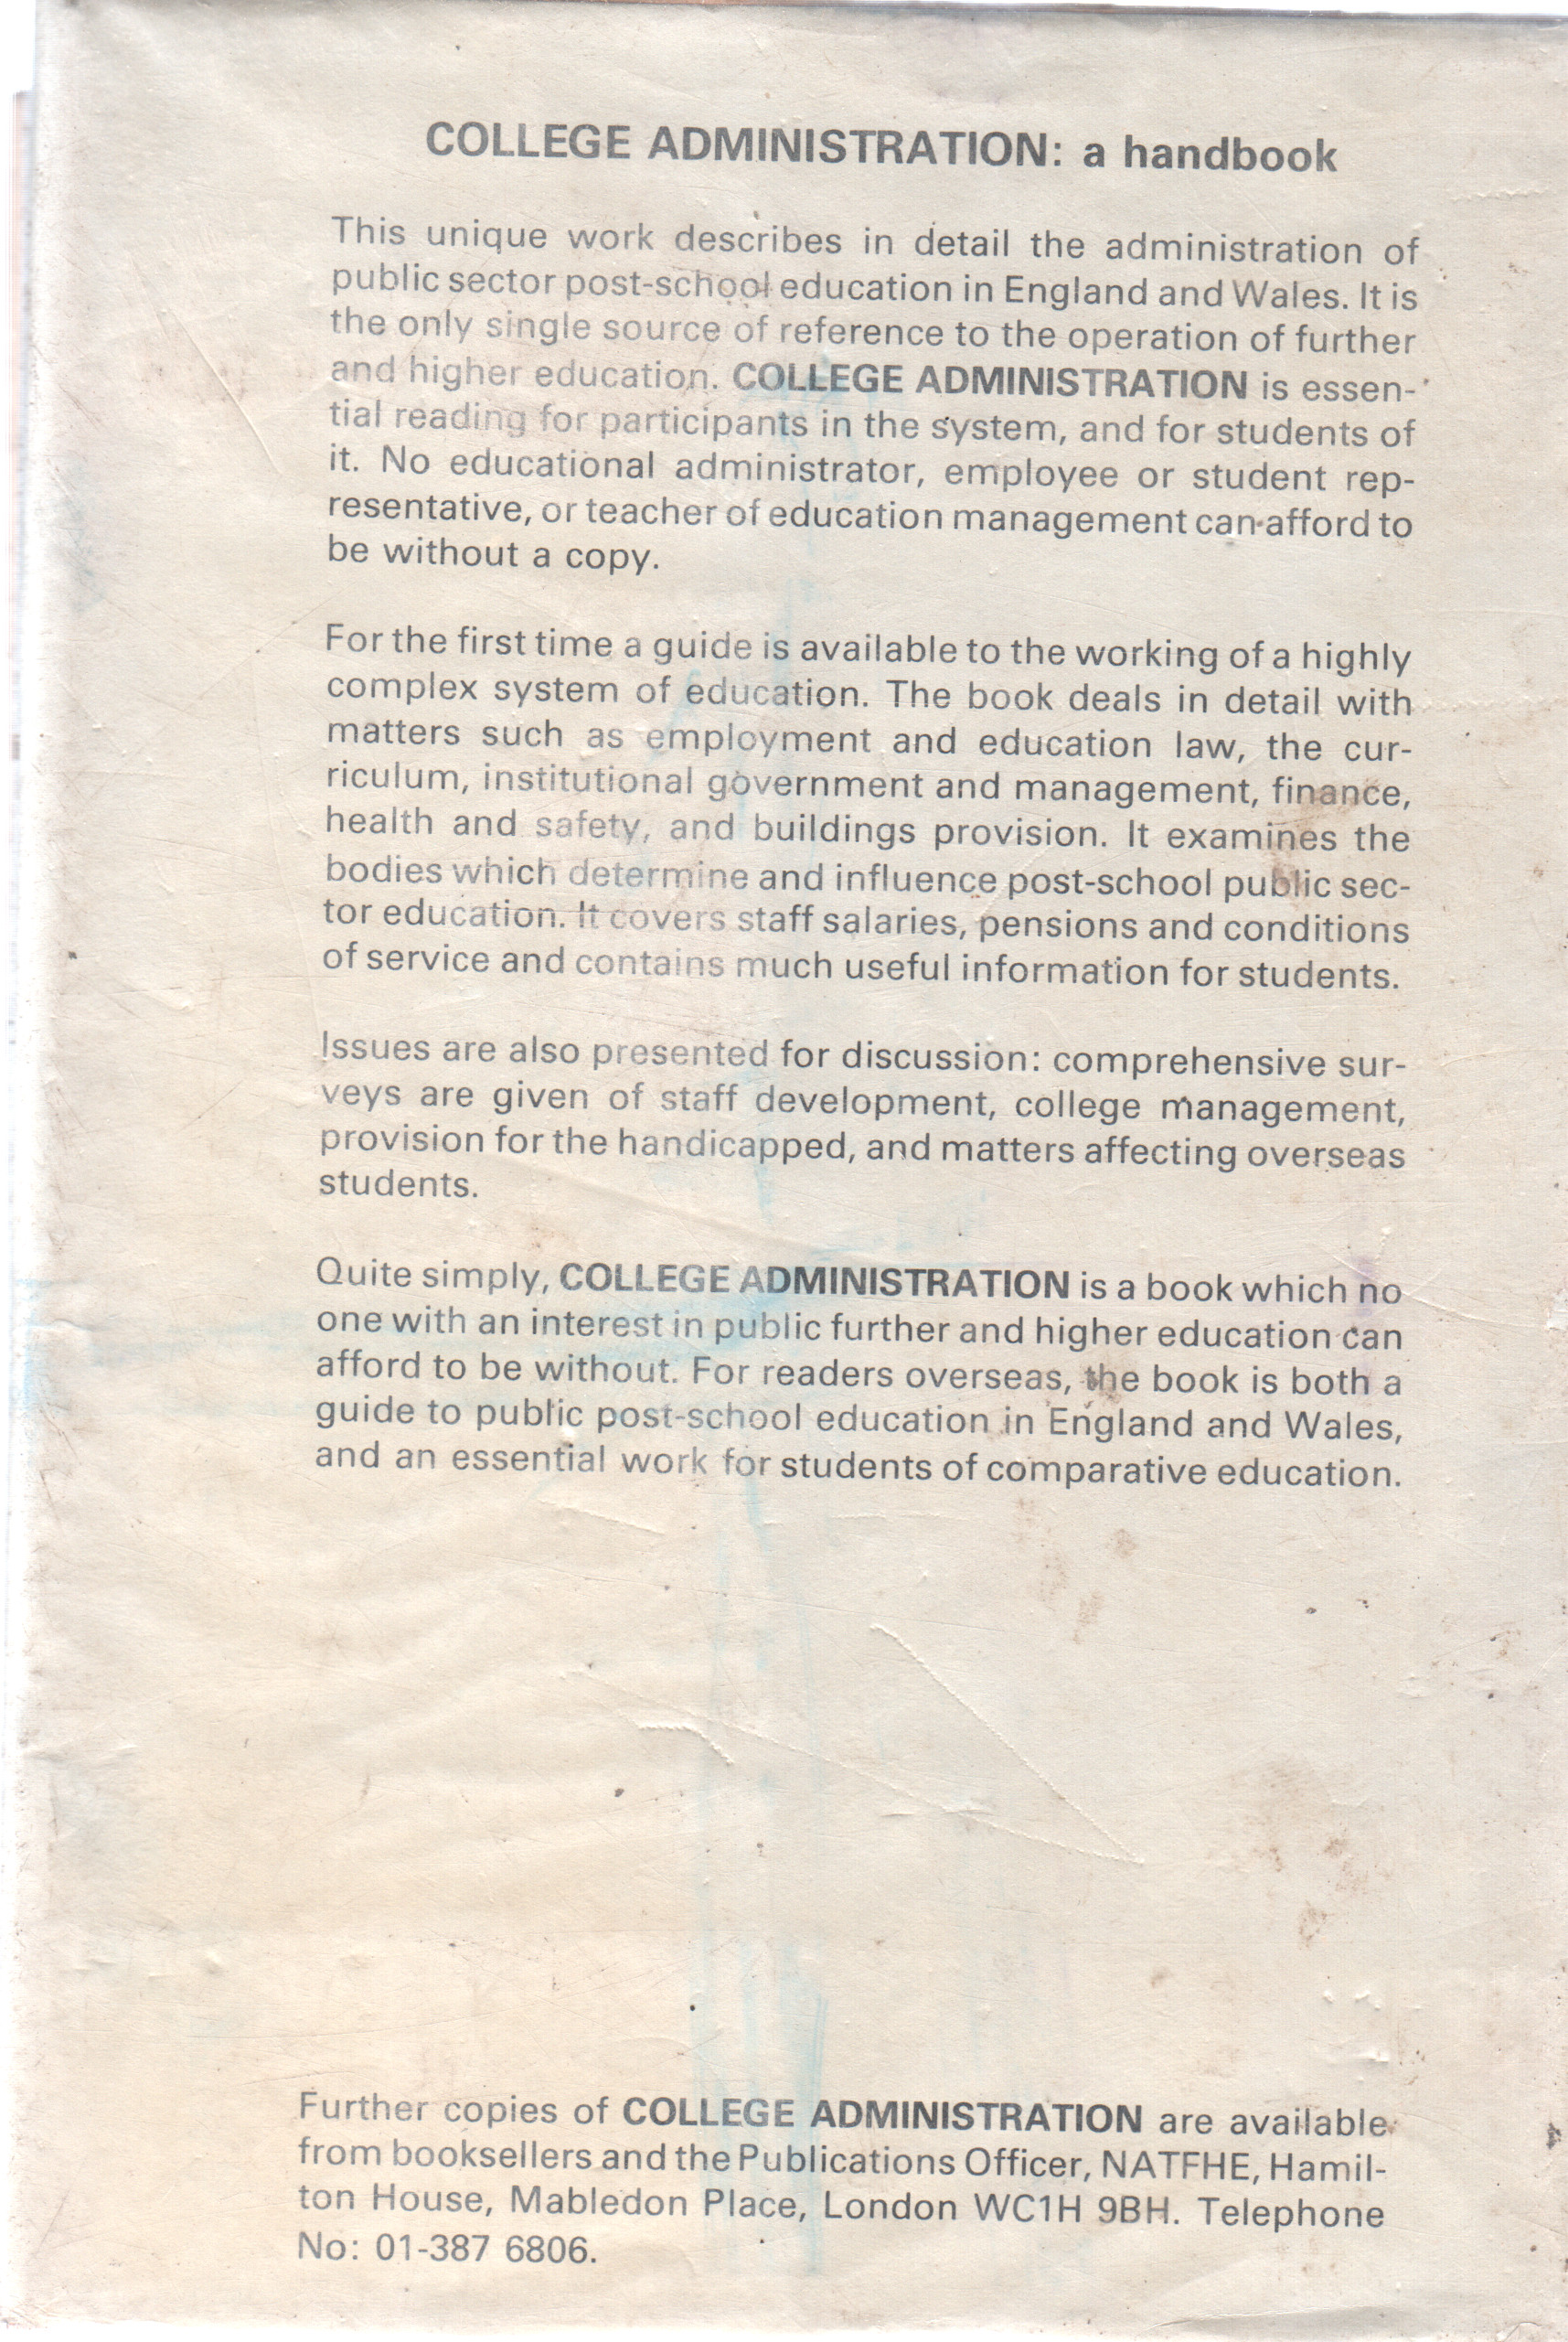 COLLEGE ADMINISTRATION: a handbook
This unique work describes in detail the administration of
public sector post-school education in England and Wales. It is
the only single source of reference to the operation of further
and higher education. COLLEGE ADMINISTRATION is essen-
tial reading for participants in the system, and for students of
it. No educational administrator, employee or student rep-
resentative, or teacher of education management can afford to
be without a copy.
For the first time a guide is available to the working of a highly
complex system of education. The book deals in detail with
matters such as employment and education law, the cur-
riculum, institutional government and management, finance,
health and safety, and buildings provision. It examines the
bodies which determine and influence post-school public sec-
tor education. It covers staff salaries, pensions and conditions
of service and contains much useful information for students.
Issues are also presented for discussion: comprehensive sur-
veys are given of staff development, college management,
provision for the handicapped, and matters affecting overseas
students.
Quite simply, COLLEGE ADMINISTRATION is a book which no
one with an interest in public further and higher education can
afford to be without. For readers overseas, the book is both a
guide to public post-school education in England and Wales,
and an essential work for students of comparative education.
Further copies of COLLEGE ADMINISTRATION are available
from booksellers and the Publications Officer, NATFHE, Hamil-
ton House, Mabledon Place, London WC1H 9BH. Telephone
No: 01-387 6806.